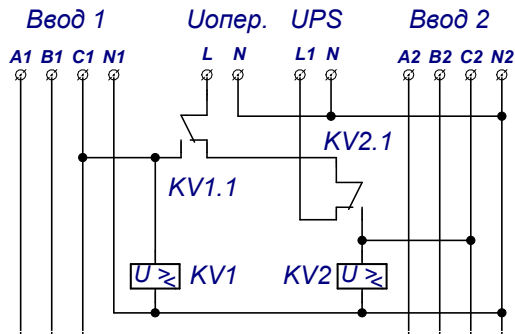 Ввод 1 Uопер. UPS Ввод 2
A1 B1 C1 N1 L N L1 N A2 B2 C2 N2
KV2.1
KV1.1
U >< KV1 KV2 U ><